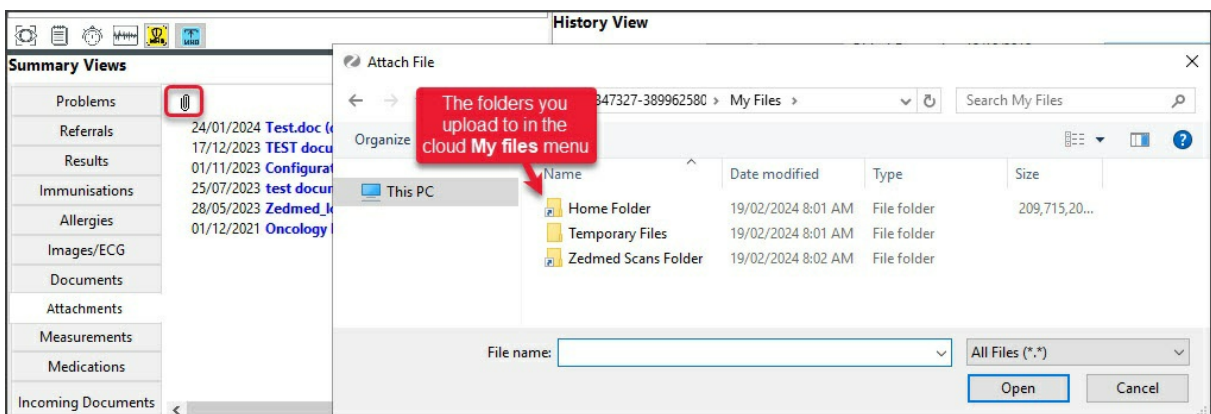 History View
MHR
Summary Views
Problems
Referrals
Results
Immunisations
Allergies
Images/ECG
Documents
Attachments
Measurements
Medications
Incoming Documents
24/01/2024 Test.doc
17/12/2023 TEST docu
01/11/2023 Configurat
25/07/2023 test docur
28/05/2023 Zedmed_l
01/12/2021 Oncology
Attach File
347327-389962580 > My Files >
Search My Files
The folders you
upload to in the
cloud My files menu
Organize
This PC
Name Date modified Type Size
Home Folder 19/02/2024 8:01 AM File folder 209,715,20...
Temporary Files 19/02/2024 8:01 AM File folder
Zedmed Scans Folder 19/02/2024 8:02 AM File folder
File name:
All Files (*.*)
Open
Cancel